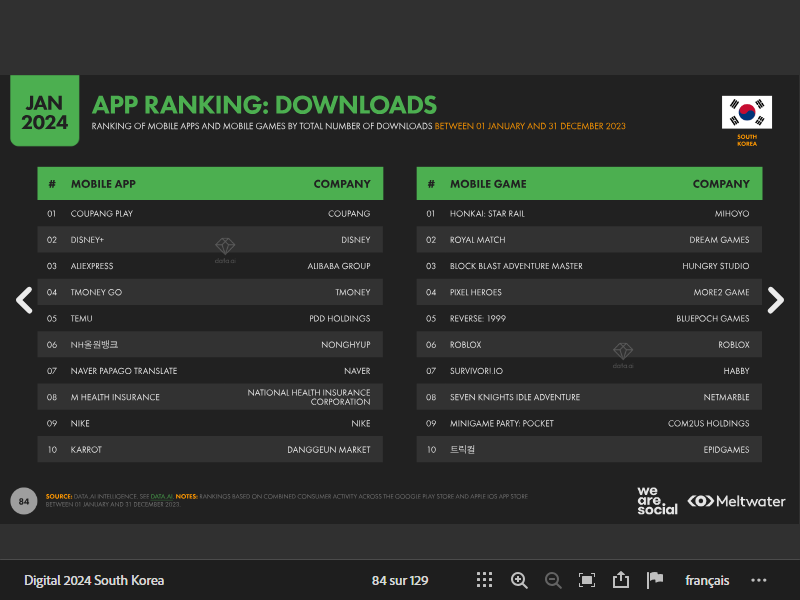 JAN
2024
APP RANKING: DOWNLOADS
RANKING OF MOBILE APPS AND MOBILE GAMES BY TOTAL NUMBER OF DOWNLOADS BETWEEN 01 JANUARY AND 31 DECEMBER 2023
SOUTH
KOREA
# MOBILE APP COMPANY
01 COUPANG PLAY COUPANG
02 DISNEY+ DISNEY
03 ALIEXPRESS ALIBABA GROUP
04 TMONEY GO TMONEY
05 TEMU PDD HOLDINGS
06 NH올원뱅크 NONGHYUP
07 NAVER PAPAGO TRANSLATE NAVER
08 M HEALTH INSURANCE NATIONAL HEALTH INSURANCE
CORPORATION
09 NIKE NIKE
10 KARROT DANGGEUN MARKET
data.ai
# MOBILE GAME COMPANY
01 HONKAI: STAR RAIL MIHOYO
02 ROYAL MATCH DREAM GAMES
03 BLOCK BLAST ADVENTURE MASTER HUNGRY STUDIO
04 PIXEL HEROES MORE2 GAME
05 REVERSE: 1999 BLUEPOCH GAMES
06 ROBLOX ROBLOX
07 SURVIVOR!.IO HABBY
08 SEVEN KNIGHTS IDLE ADVENTURE NETMARBLE
09 MINIGAME PARTY: POCKET COM2US HOLDINGS
10 트릭컬 EPIDGAMES
data.ai
84
SOURCE: DATA.AI INTELLIGENCE. SEE DATA.AI. NOTES: RANKINGS BASED ON COMBINED CONSUMER ACTIVITY ACROSS THE GOOGLE PLAY STORE AND APPLE IOS APP STORE
BETWEEN 01 JANUARY AND 31 DECEMBER 2023.
we
are.
social
Meltwater
Digital 2024 South Korea
84 sur 129
français